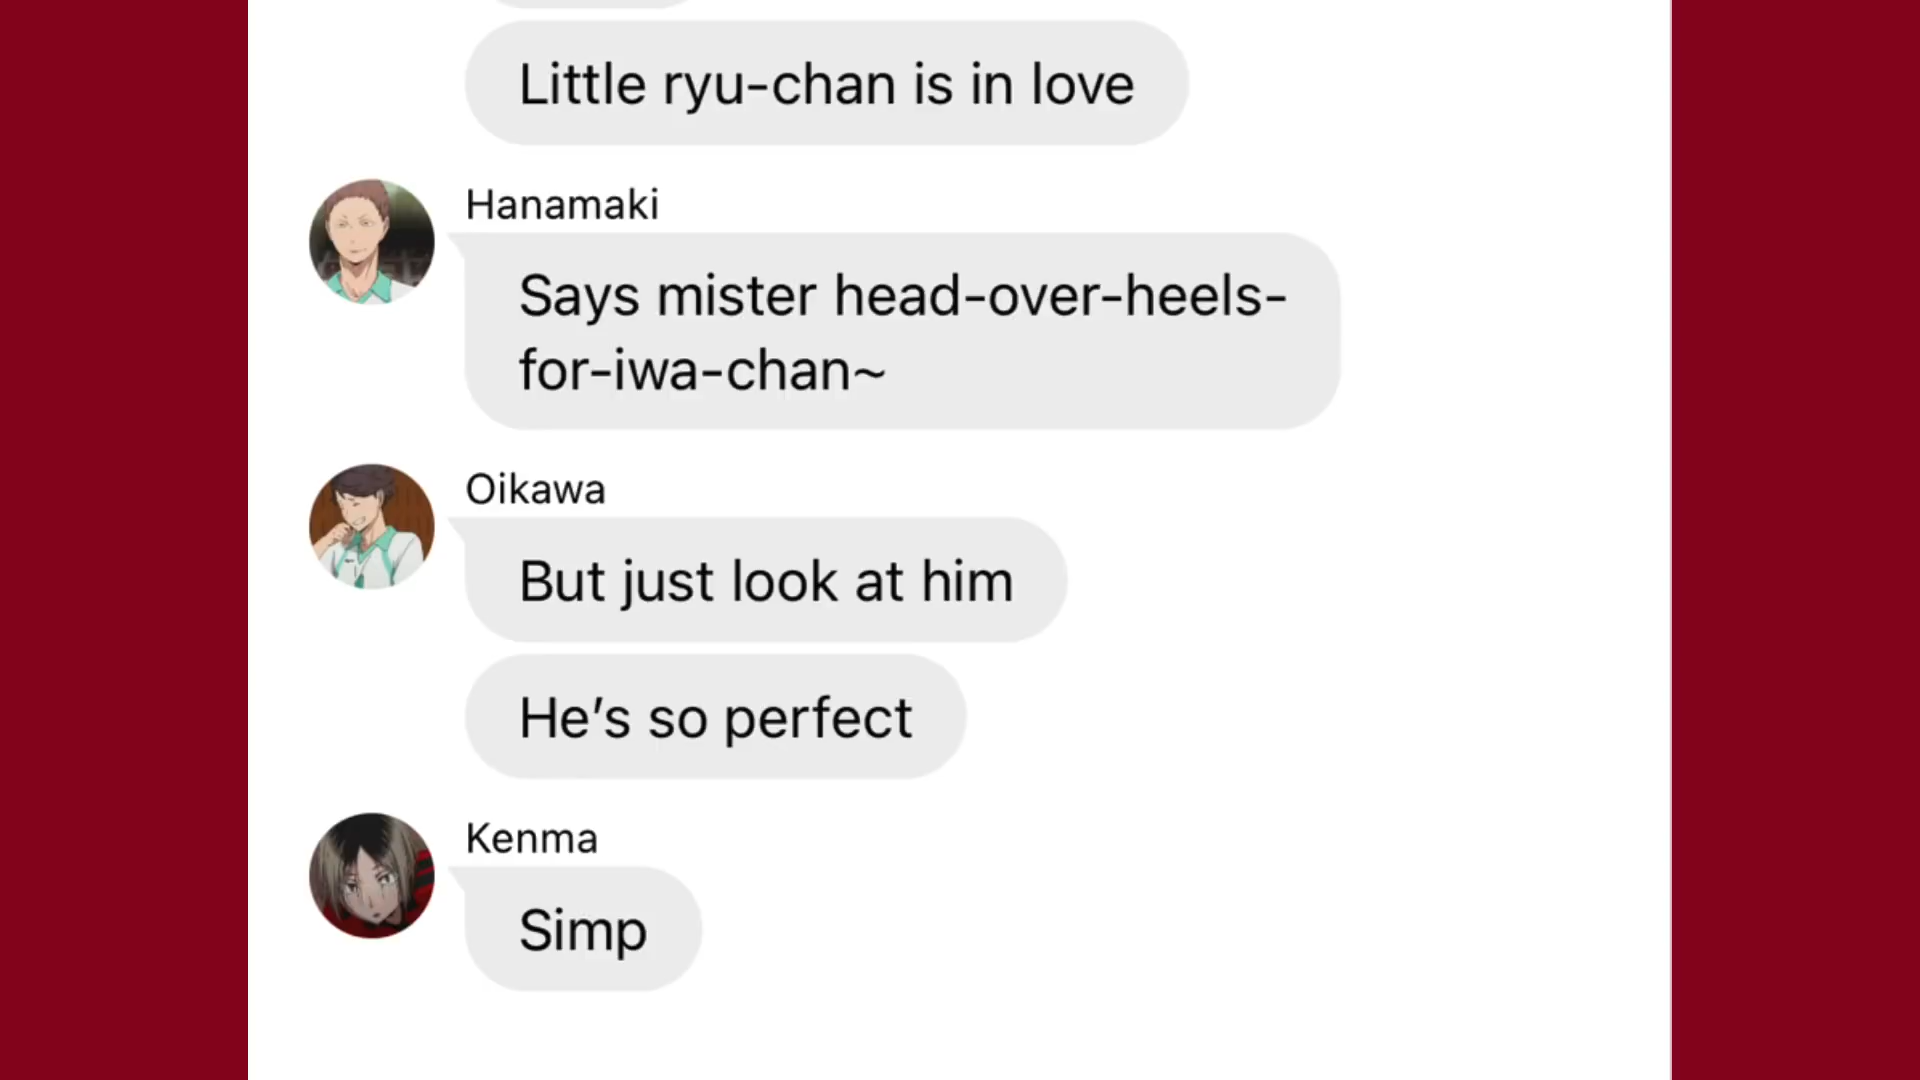 Little ryu-chan is in love
Hanamaki
Says mister head-over-heels-
for-iwa-chan~
Oikawa
But just look at him
He’s so perfect
Kenma
Simp